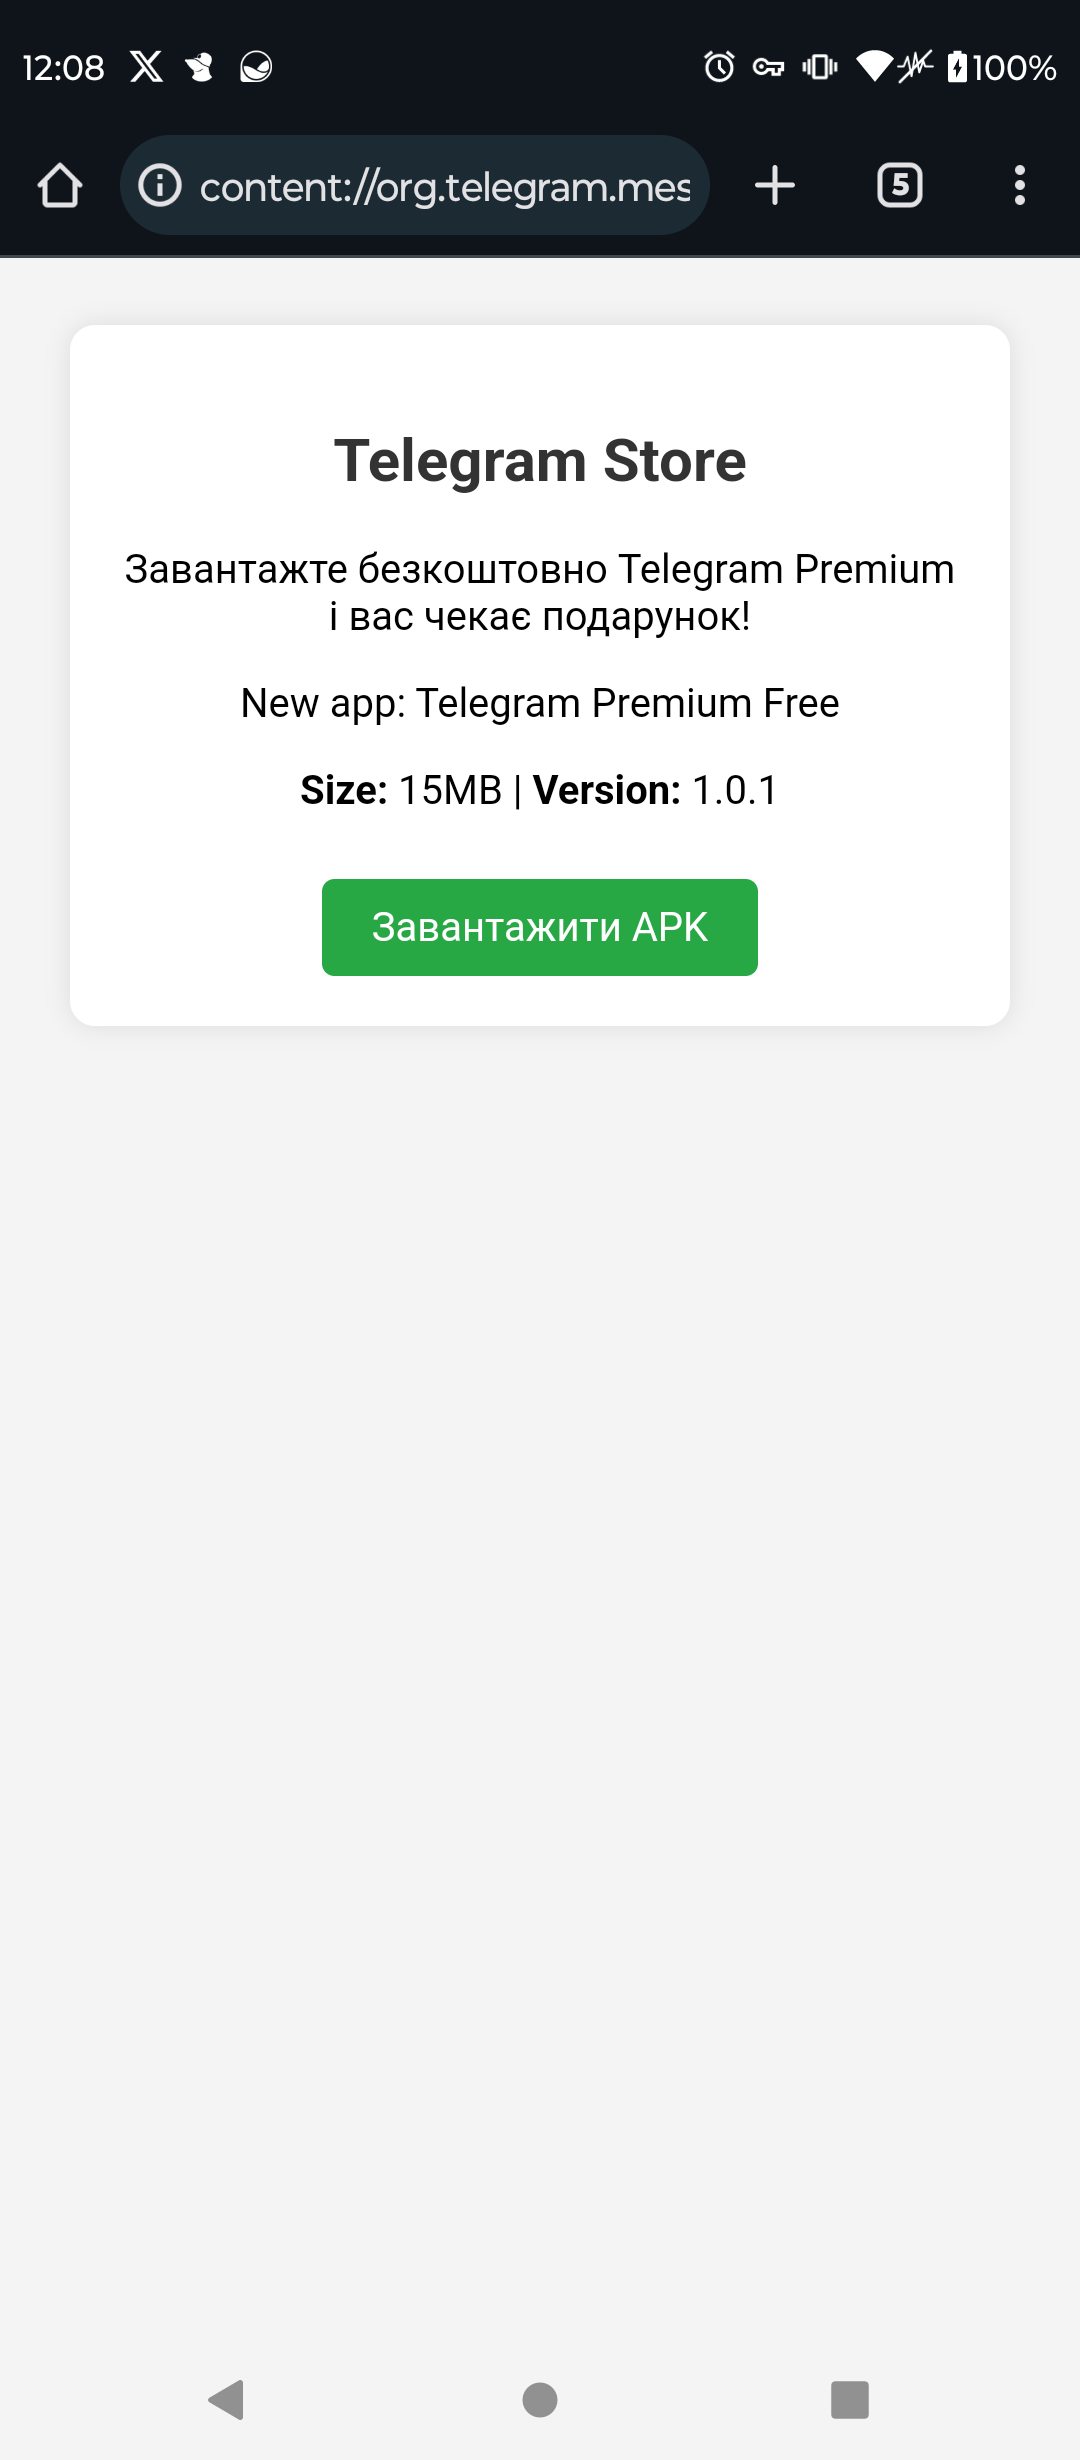 12:08
100%
content://org.telegram.mes
5
Telegram Store
Завантажте безкоштовно Telegram Premium
і вас чекає подарунок!
New app: Telegram Premium Free
Size: 15MB | Version: 1.0.1
Завантажити APK